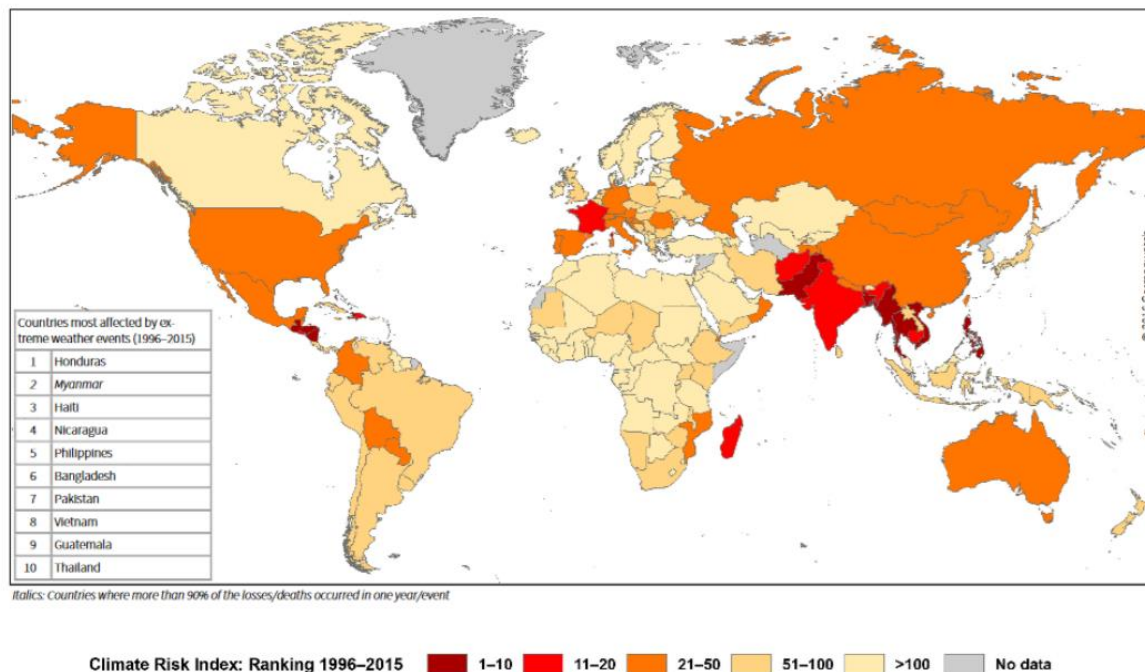 Countries most affected by ex-
treme weather events (1996–2015)
1 Honduras
2 Myanmar
3 Haiti
4 Nicaragua
5 Philippines
6 Bangladesh
7 Pakistan
8 Vietnam
9 Guatemala
10 Thailand
Italics: Countries where more than 90% of the losses/deaths occurred in one year/event
Climate Risk Index: Ranking 1996–2015 1–10 11–20 21–50 51–100 >100 No data